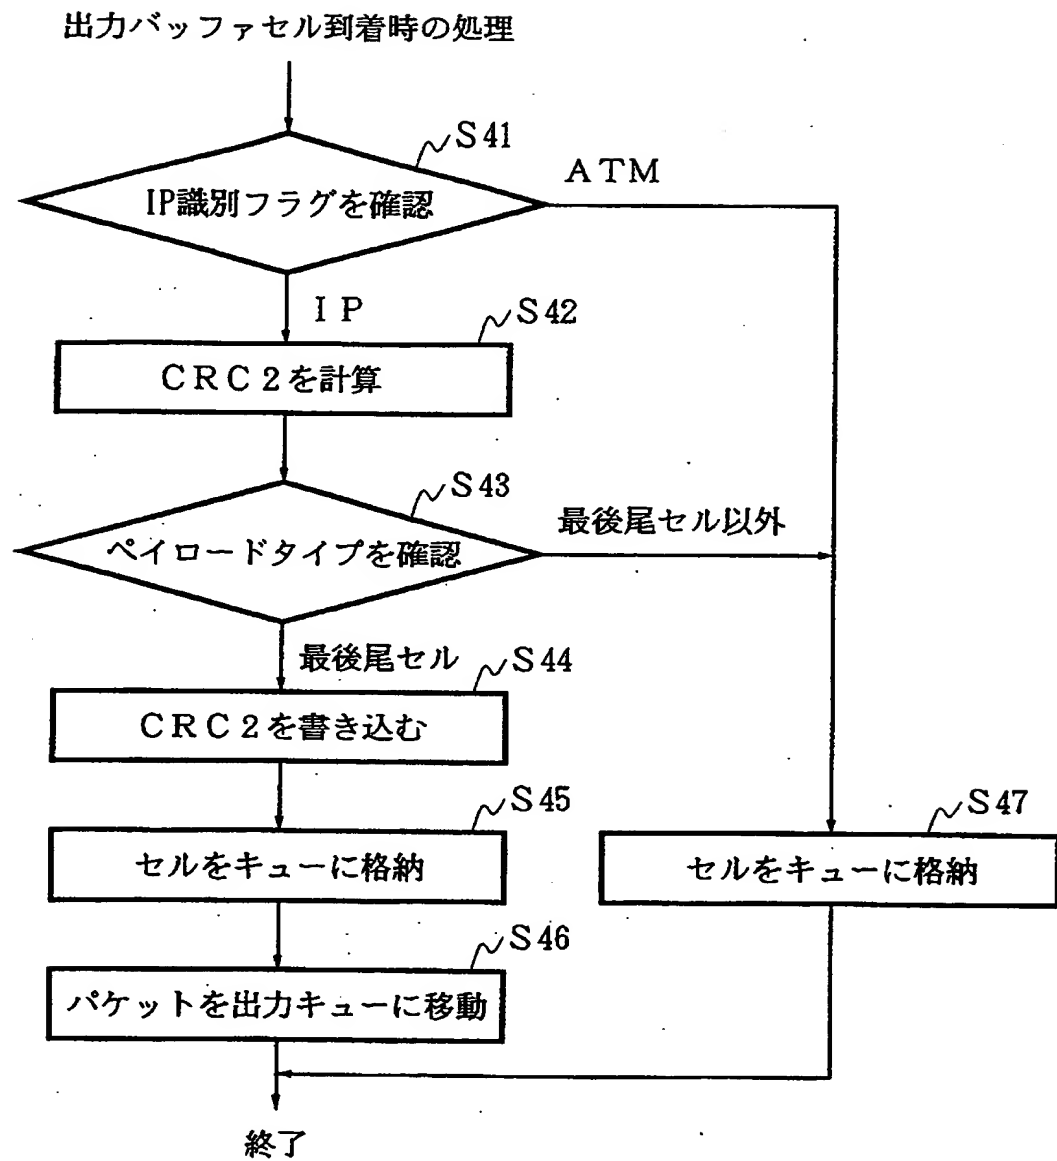 出力バッファセル到着時の処理
S41
IP識別フラグを確認
ATM
IP
S42
CRC2を計算
S43
ペイロードタイプを確認
最後尾セル以外
最後尾セル
S44
CRC2を書き込む
S45
セルをキューに格納
S47
セルをキューに格納
S46
パケットを出力キューに移動
終了